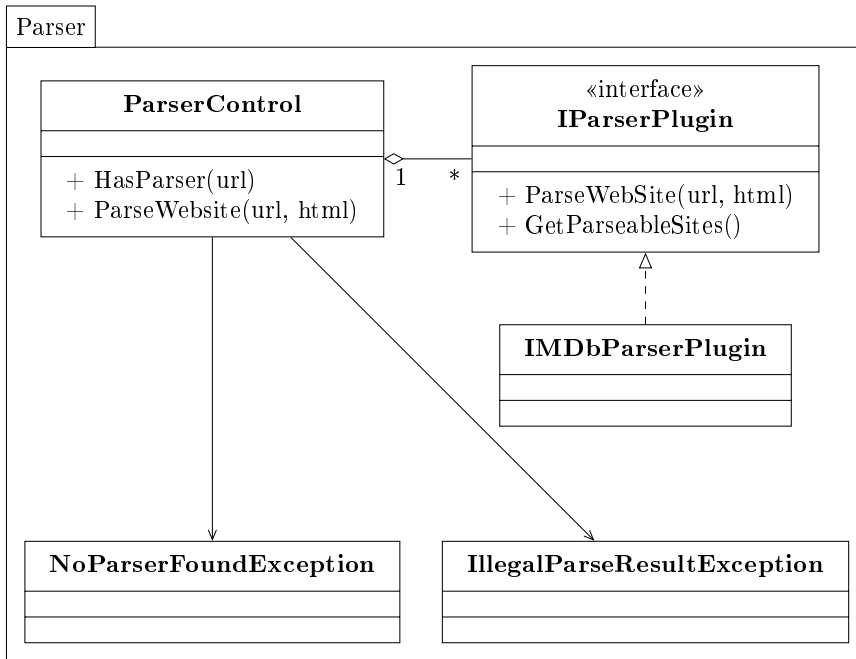 Parser
ParserControl
+ HasParser(url)
+ ParseWebsite(url, html)
1
*
«interface»
IParserPlugin
+ ParseWebSite(url, html)
+ GetParseableSites()
IMDbParserPlugin
NoParserFoundException
IllegalParseResultException